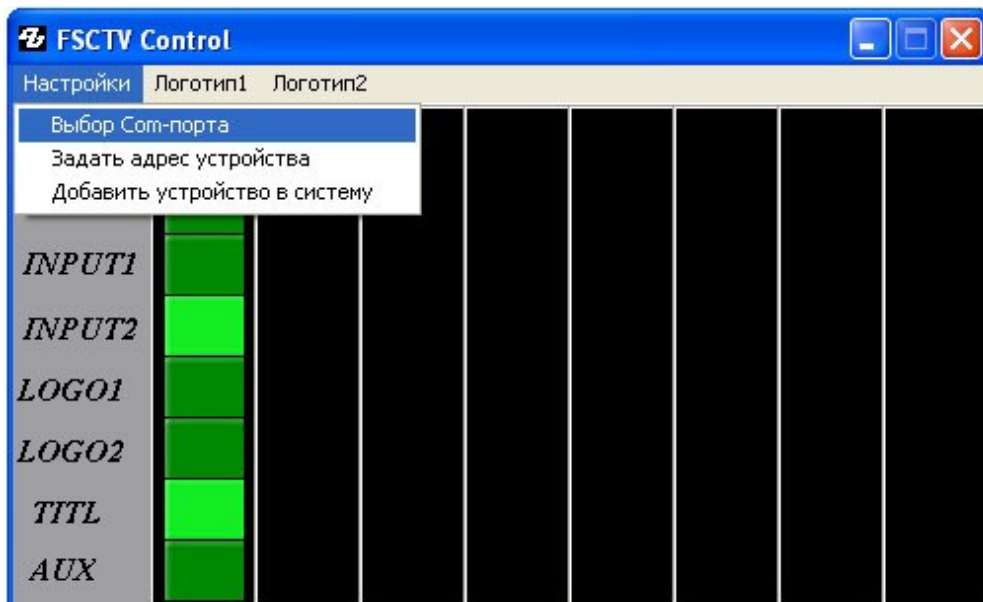 FSCTV Control
Настройки Логотип1 Логотип2
Выбор Com-порта
Задать адрес устройства
Добавить устройство в систему
INPUT1
INPUT2
LOGO1
LOGO2
TITL
AUX